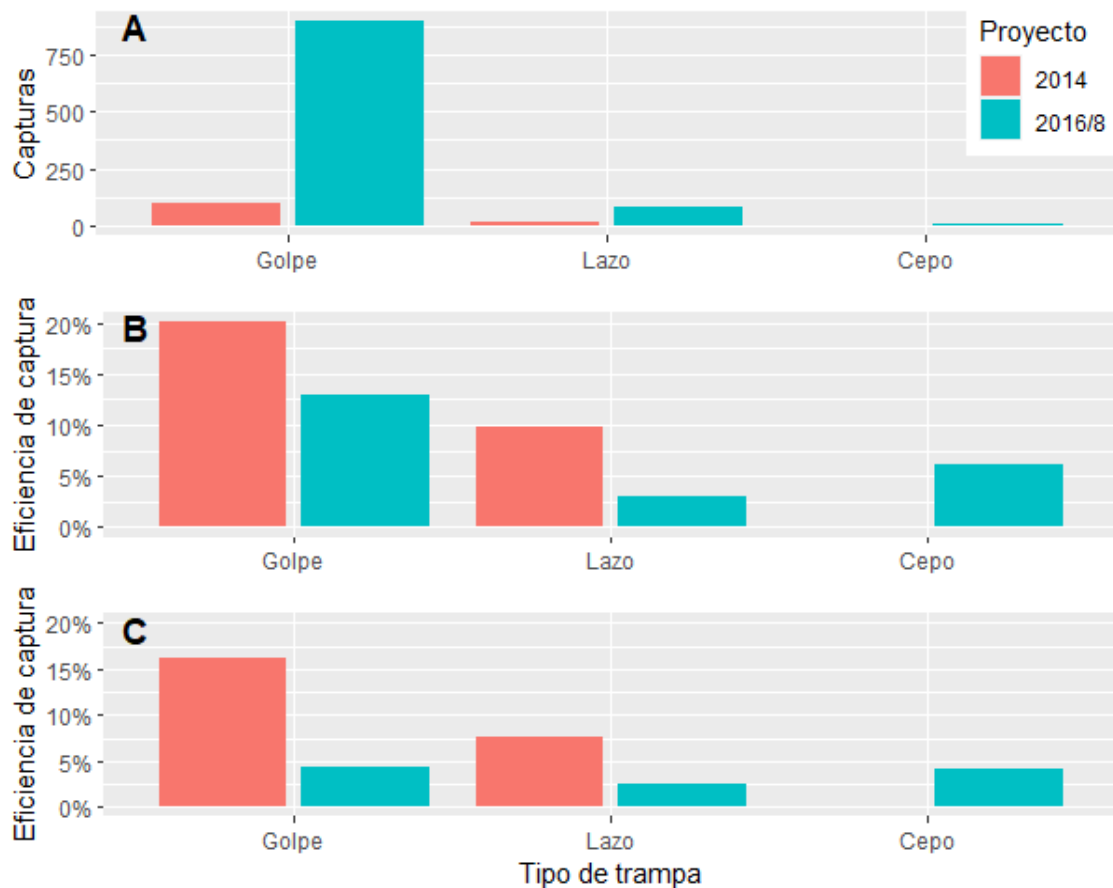 A
Capturas
750
500
250
0
Golpe Lazo Cepo
Proyecto
2014
2016/8
B
Eficiencia de captura
20%
15%
10%
5%
0%
Golpe Lazo Cepo
C
Eficiencia de captura
20%
15%
10%
5%
0%
Golpe Lazo Cepo
Tipo de trampa